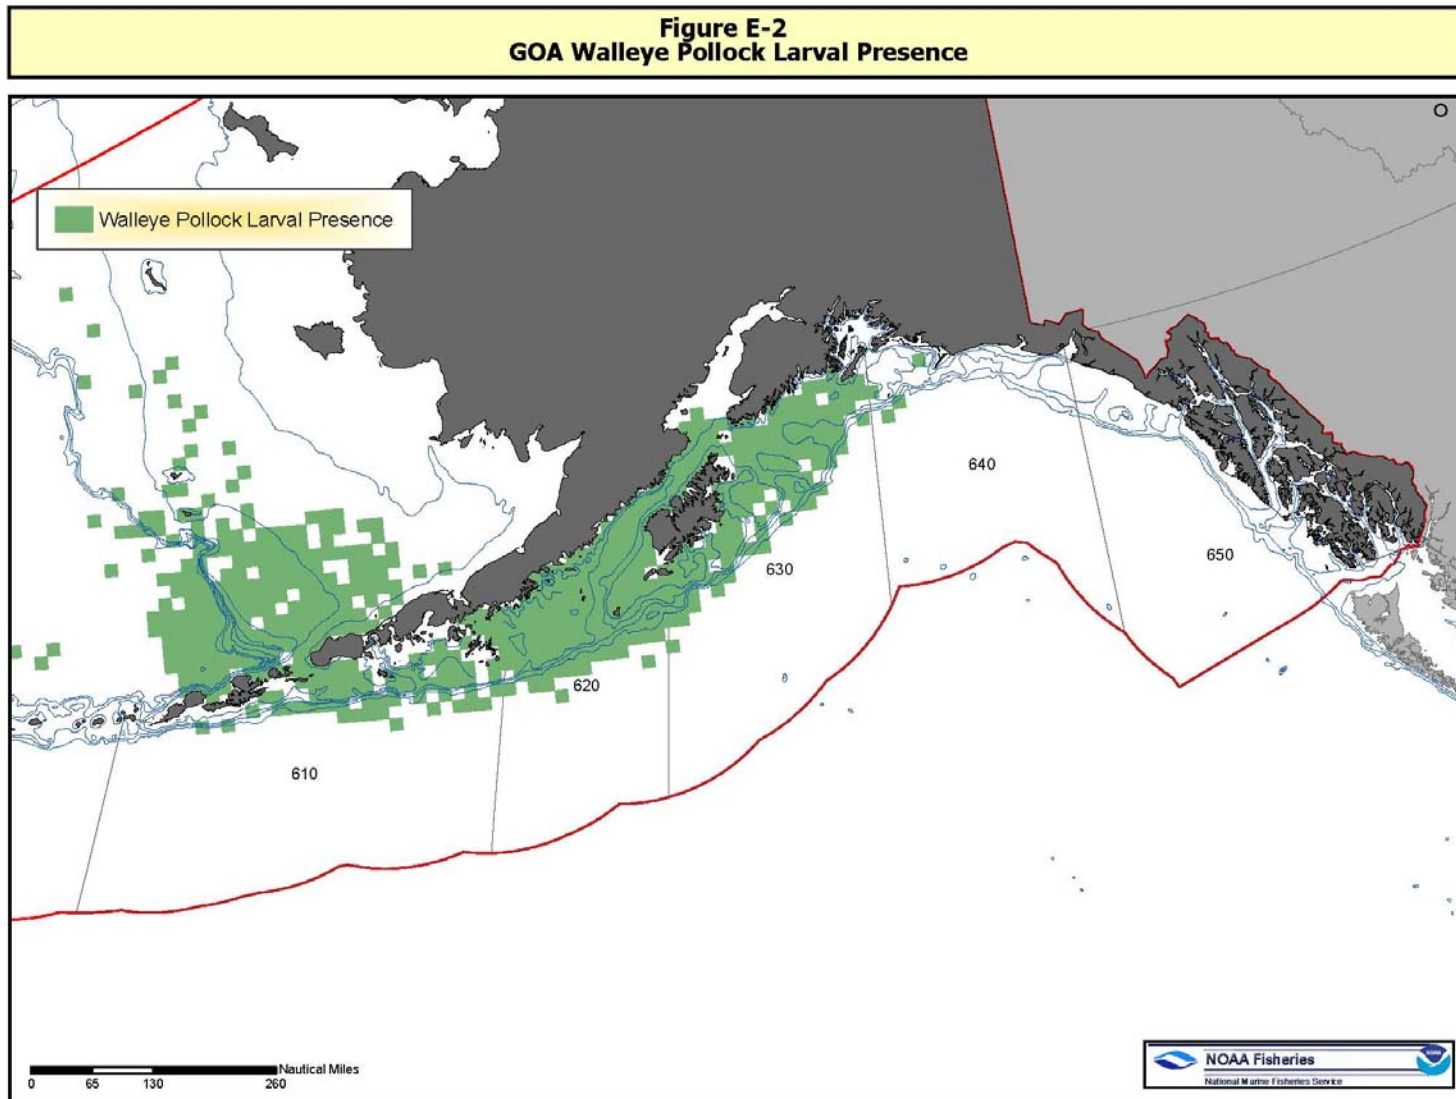 Figure E-2
GOA Walleye Pollock Larval Presence
Walleye Pollock Larval Presence
640
650
630
620
610
Nautical Miles
0 65 130 260
NOAA Fisheries
National Marine Fisheries Service